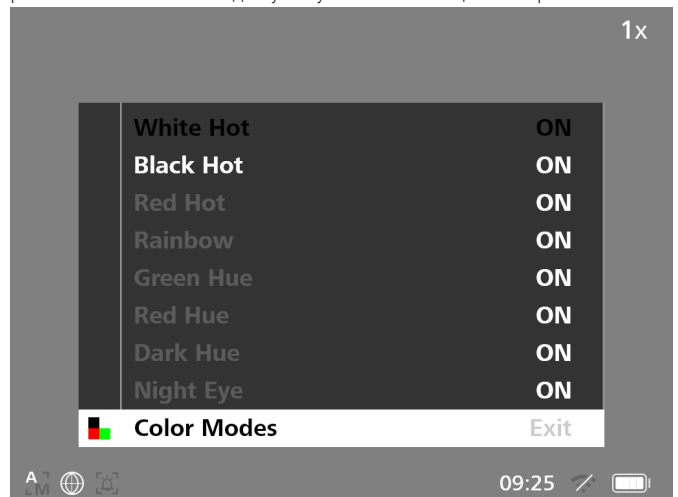 1x
White Hot ON
Black Hot ON
Red Hot ON
Rainbow ON
Green Hue ON
Red Hue ON
Dark Hue ON
Night Eye ON
Color Modes Exit
A M 09:25